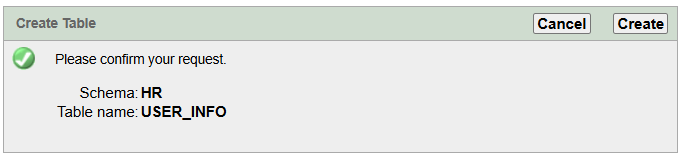 Create Table
Cancel
Create
Please confirm your request.
Schema: HR
Table name: USER_INFO